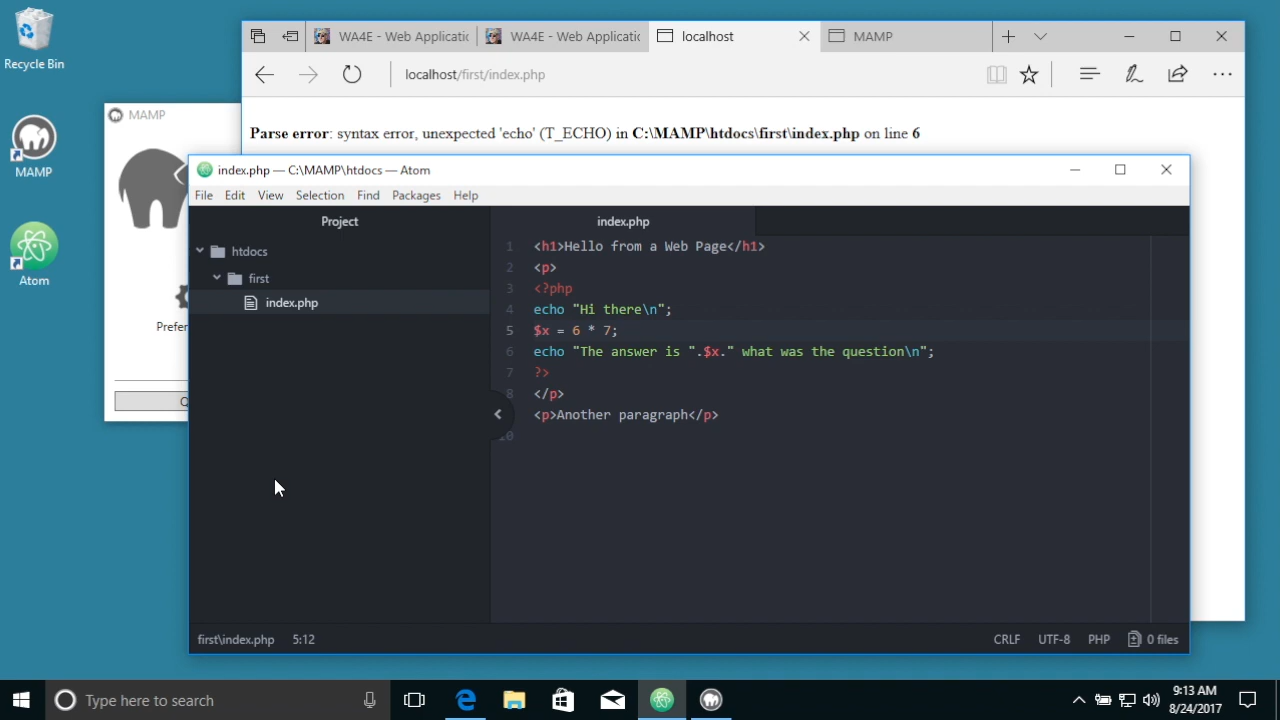 Recycle Bin
MAMP
Atom
WA4E - Web Applicatic
WA4E - Web Applicatic
localhost
MAMP
localhost/first/index.php
Parse error: syntax error, unexpected 'echo' (T_ECHO) in C:\MAMP\htdocs\first\index.php on line 6
MAMP
Prefer
Q
index.php — C:\MAMP\htdocs — Atom
File Edit View Selection Find Packages Help
Project
index.php
htdocs
first
index.php
1 <h1>Hello from a Web Page</h1>
2 <p>
3 <?php
4 echo "Hi there\n";
5 $x = 6 * 7;
6 echo "The answer is ".$x." what was the question\n";
7 ?>
8 </p>
<p>Another paragraph</p>
10
first\index.php 5:12
CRLF UTF-8 PHP 0 files
Type here to search
9:13 AM
8/24/2017